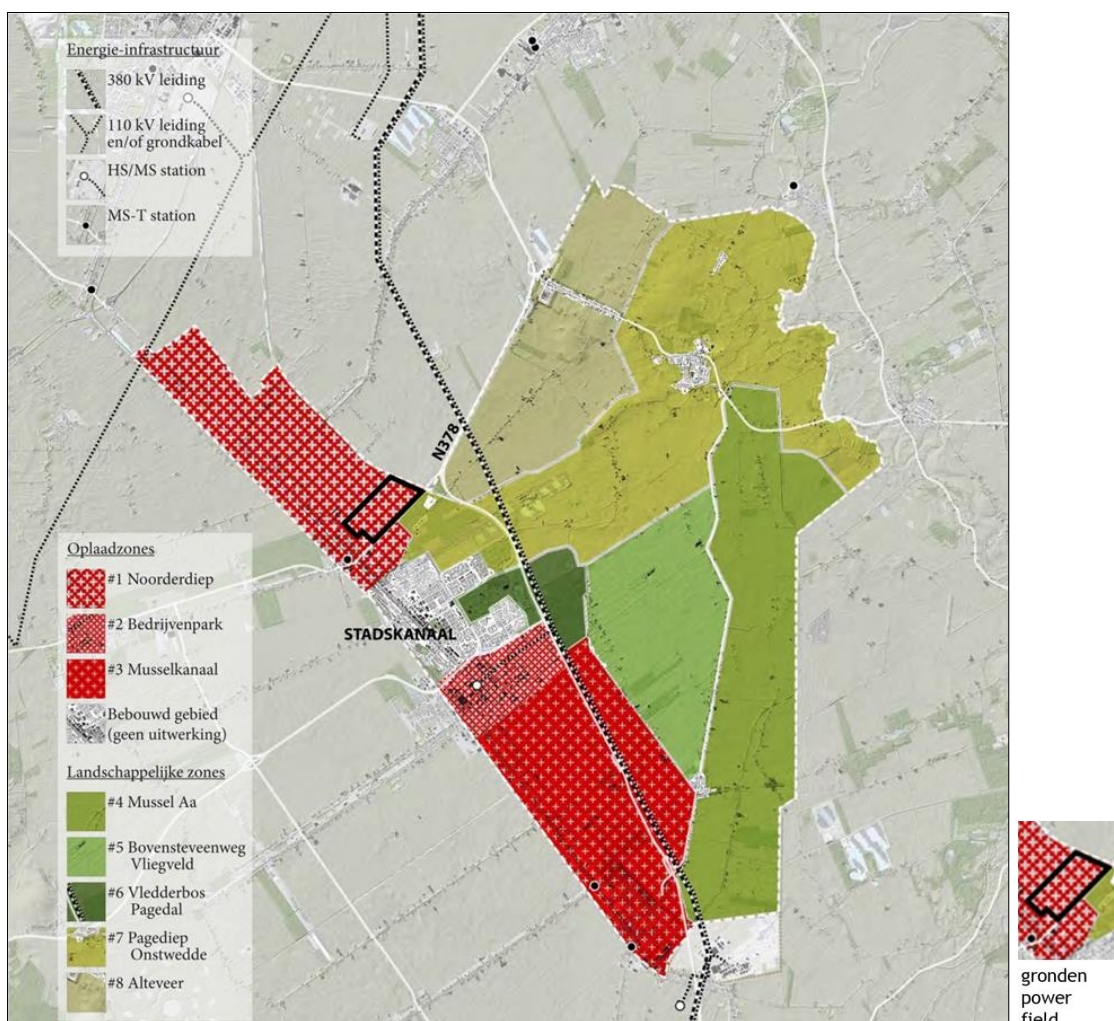 Energie-infrastructuur
380 kV leiding
110 kV leiding
en/of grondkabel
HS/MS station
MS-T station
N378
Oplaadzones
#1 Noorderdiep
#2 Bedrijvenpark
#3 Musselkanaal
Bebouwd gebied
(geen uitwerking)
STADSKANAAL
Landschappelijke zones
#4 Mussel Aa
#5 Bovensteveenweg
Vliegveld
#6 Vledderbos
Pagedal
#7 Pagediep
Onstwedde
#8 Alteveer
gronden
power
field